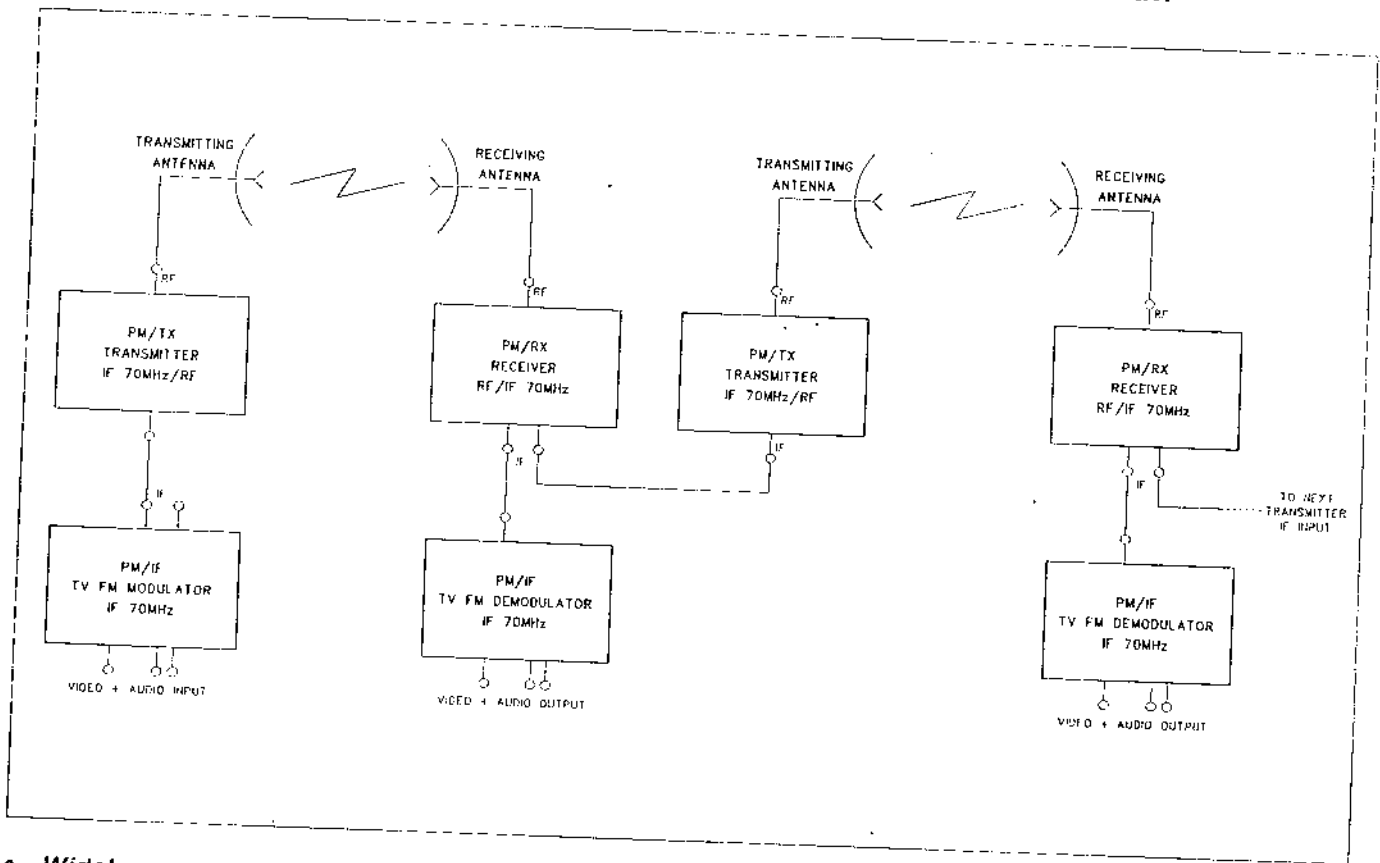 TRANSMITTING
ANTENNA
RECEIVING
ANTENNA
TRANSMITTING
ANTENNA
RECEIVING
ANTENNA
RF
RF
RF
RF
PM/TX
TRANSMITTER
IF 70MHz/RF
PM/RX
RECEIVER
RF/IF 70MHz
PM/TX
TRANSMITTER
IF 70MHz/RF
PM/RX
RECEIVER
RF/IF 70MHz
IF
IF
IF
IF
TO NEXT
TRANSMITTER
IF INPUT
PM/IF
TV FM MODULATOR
IF 70MHz
PM/IF
TV FM DEMODULATOR
IF 70MHz
PM/IF
TV FM DEMODULATOR
IF 70MHz
VIDEO + AUDIO INPUT
VIDEO + AUDIO OUTPUT
VIDEO + AUDIO OUTPUT